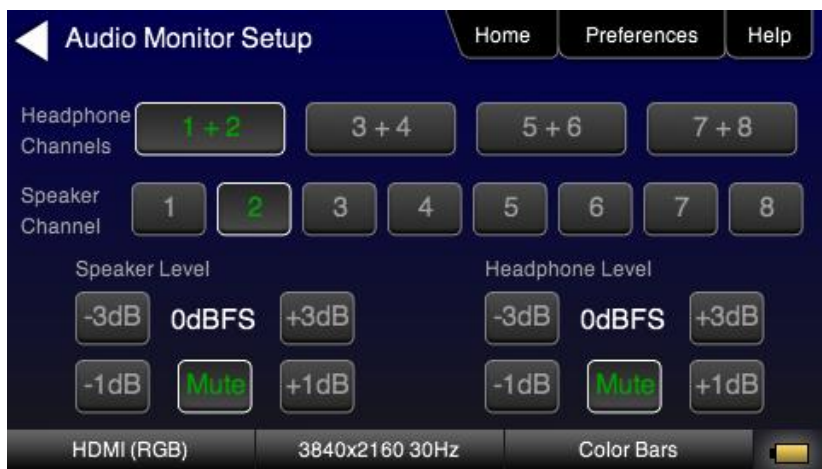 Audio Monitor Setup Home Preferences Help
Headphone Channels 1 + 2 3 + 4 5 + 6 7 + 8
Speaker Channel 1 2 3 4 5 6 7 8
Speaker Level Headphone Level
-3dB 0dBFS +3dB -3dB 0dBFS +3dB
-1dB Mute +1dB -1dB Mute +1dB
HDMI (RGB) 3840x2160 30Hz Color Bars